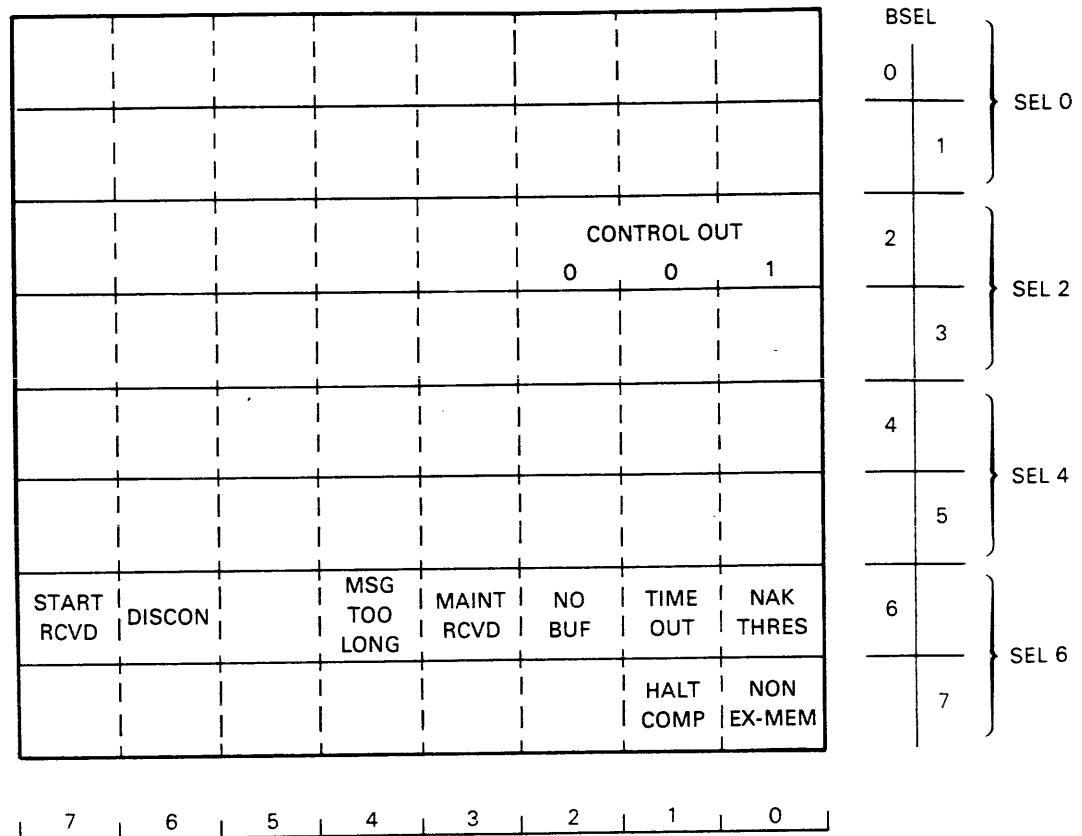 BSEL
0
SEL 0
1
CONTROL OUT
0 0 1
2
SEL 2
3
4
SEL 4
5
START
RCVD
DISCON
MSG
TOO
LONG
MAINT
RCVD
NO
BUF
TIME
OUT
NAK
THRES
6
SEL 6
HALT
COMP
NON
EX-MEM
7
7 6 5 4 3 2 1 0